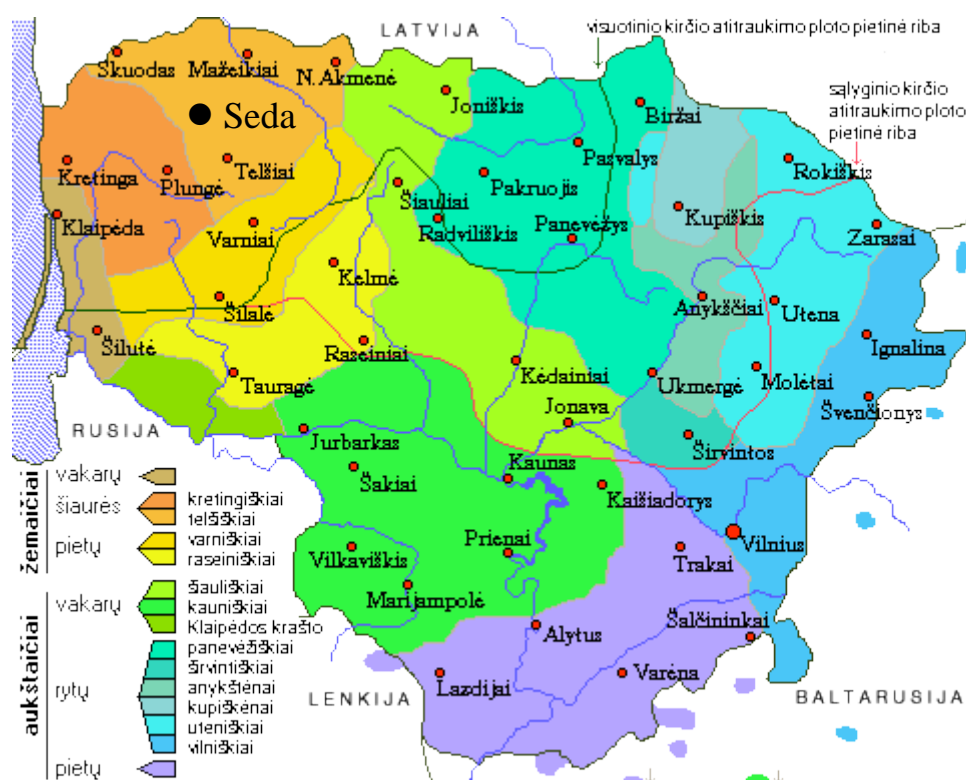 LATVIJA
visuotinio kirčio atitraukimo ploto pietinė riba
Skuodas
Mažeikiai
N. Akmenė
Joniškis
sąlyginio kirčio
atitraukimo ploto
pietinė riba
Biržai
Seda
Pasvalys
Kretinga
Plungė
Telšiai
Rokiškis
Pakruojis
Šiauliai
Klaipėda
Varniai
Radviliškis
Panevėžys
Kupiškis
Zarasai
Kelmė
Šilalė
Anykščiai
Utena
Šilutė
Raseiniai
Ignalina
Tauragė
Kėdainiai
Ukmergė
Molėtai
Švenčionys
Jonava
RUSIJA
Jurbarkas
Širvintos
Kaunas
Šakiai
Kaišiadorys
Vilkaviškis
Prienai
Trakai
Vilnius
Marijampolė
Alytus
Šalčininkai
Lazdijai
Varėna
LENKIJA
BALTARUSIJA
žemaičiai
vakarų
šiaurės
kretingiškiai
telšiškiai
pietų
varniškiai
raseiniškiai
aukštaičiai
vakarų
šiauliškiai
kauniškiai
Klaipėdos krašto
rytų
panevėžiškiai
širvintiškiai
anykštėnai
kupiškėnai
uteniškiai
vilniškiai
pietų